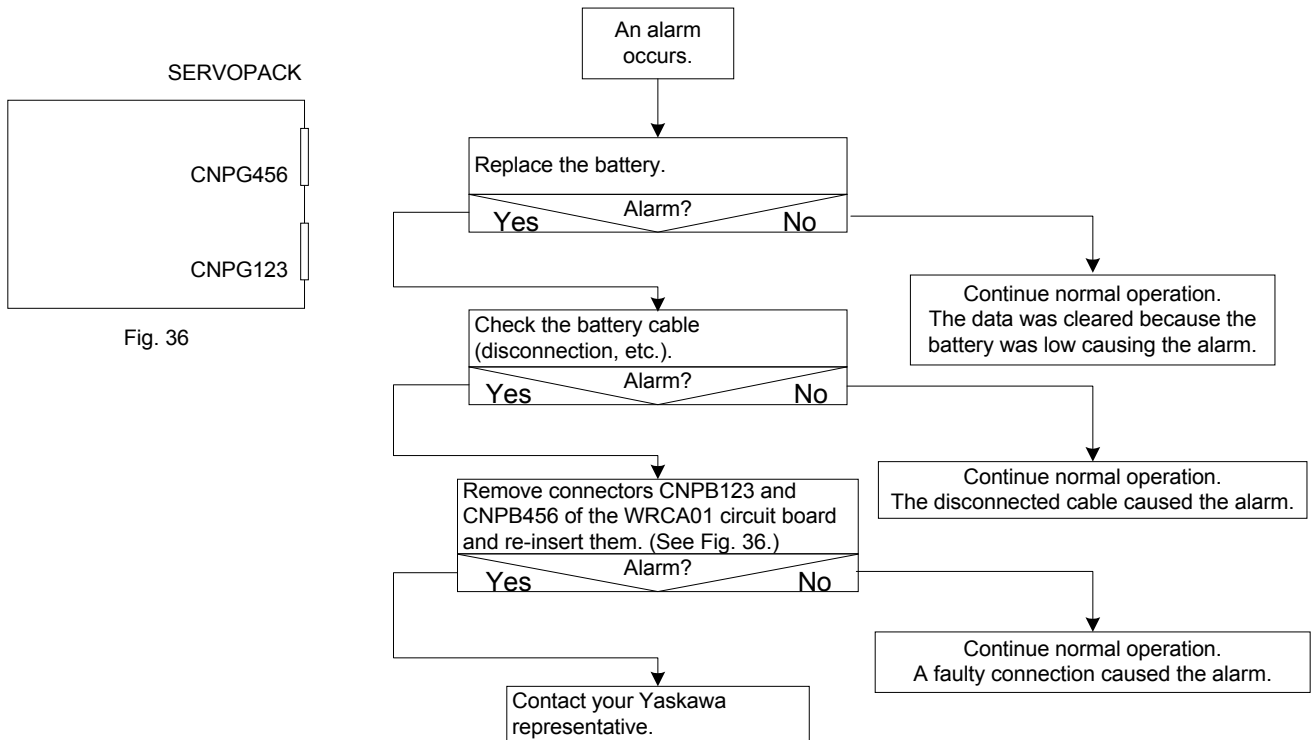 An alarm
occurs.
SERVOPACK
CNPG456
CNPG123
Fig. 36
Replace the battery.
Alarm?
Yes
No
Continue normal operation.
The data was cleared because the
battery was low causing the alarm.
Check the battery cable
(disconnection, etc.).
Alarm?
Yes
No
Continue normal operation.
The disconnected cable caused the alarm.
Remove connectors CNPB123 and
CNPB456 of the WRCA01 circuit board
and re-insert them. (See Fig. 36.)
Alarm?
Yes
No
Continue normal operation.
A faulty connection caused the alarm.
Contact your Yaskawa
representative.